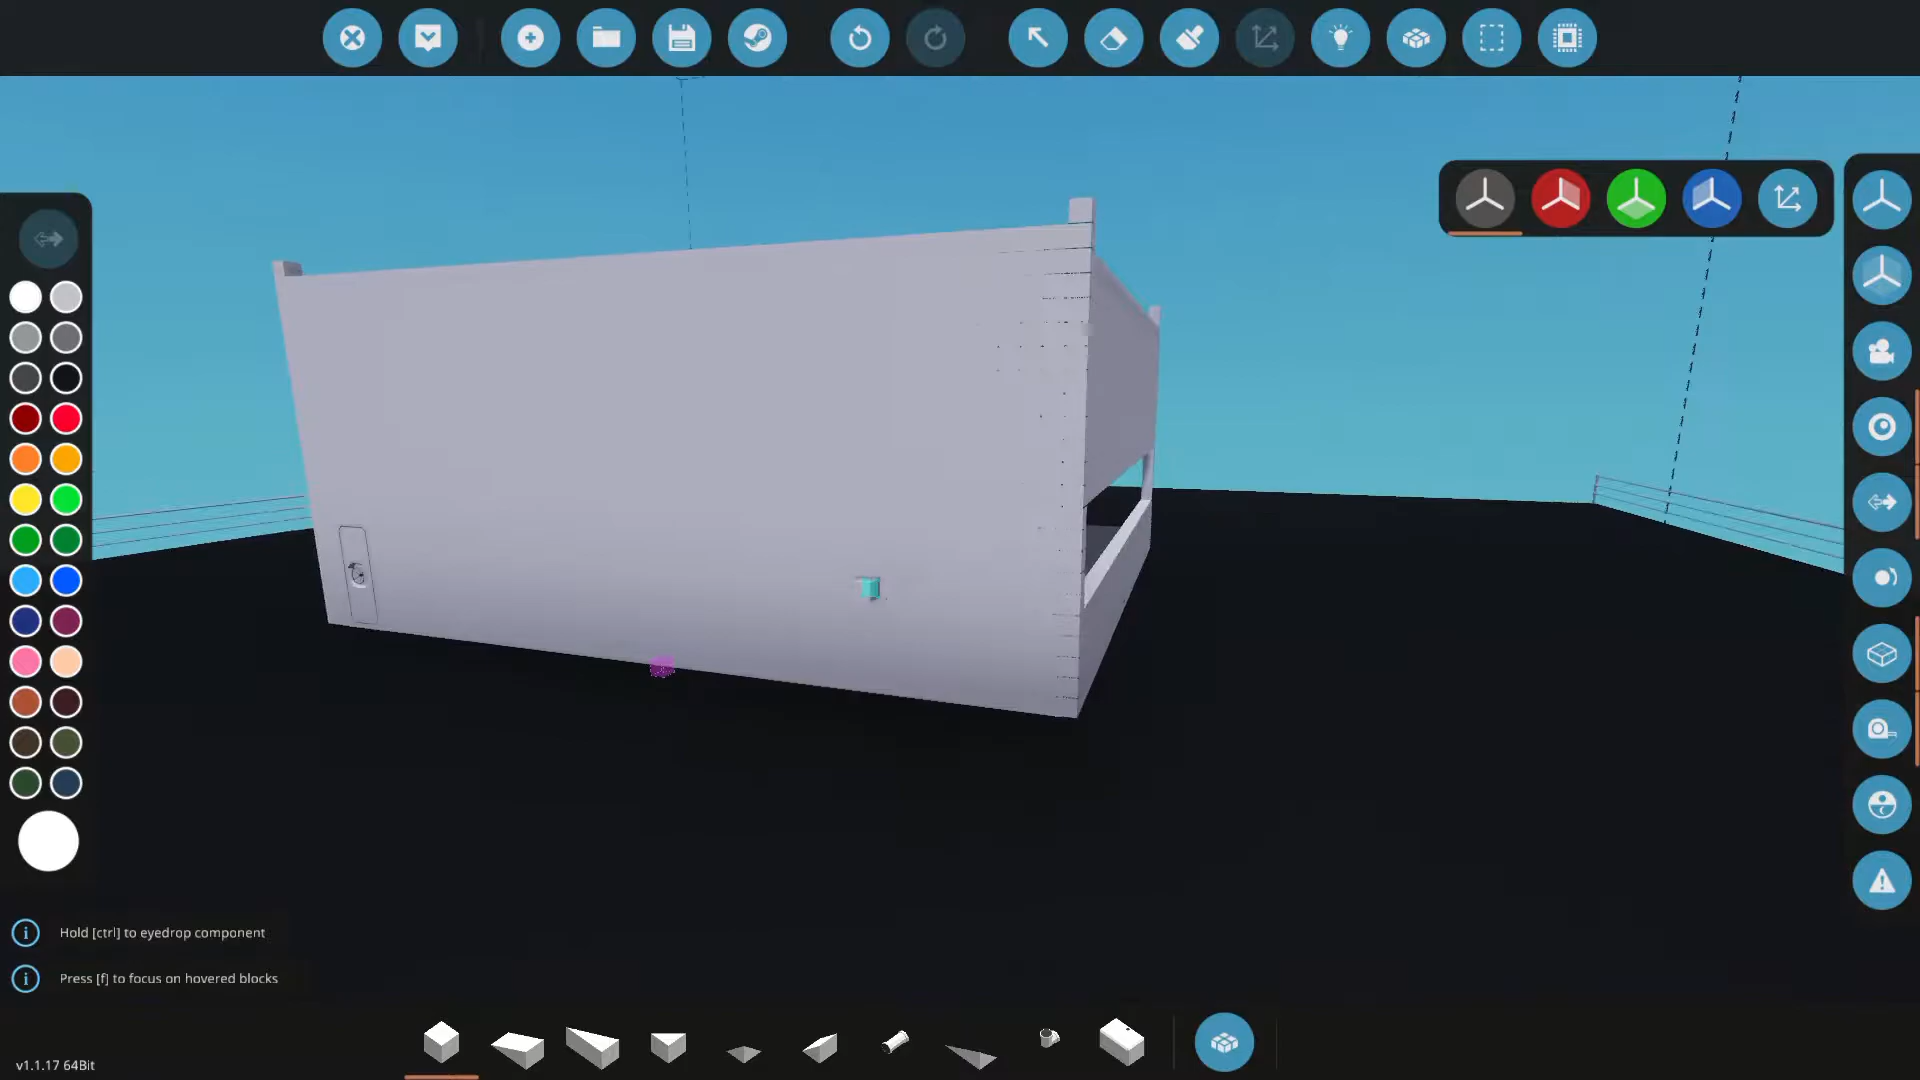 Hold [ctrl] to eyedrop component
Press [f] to focus on hovered blocks
v1.1.17 64Bit